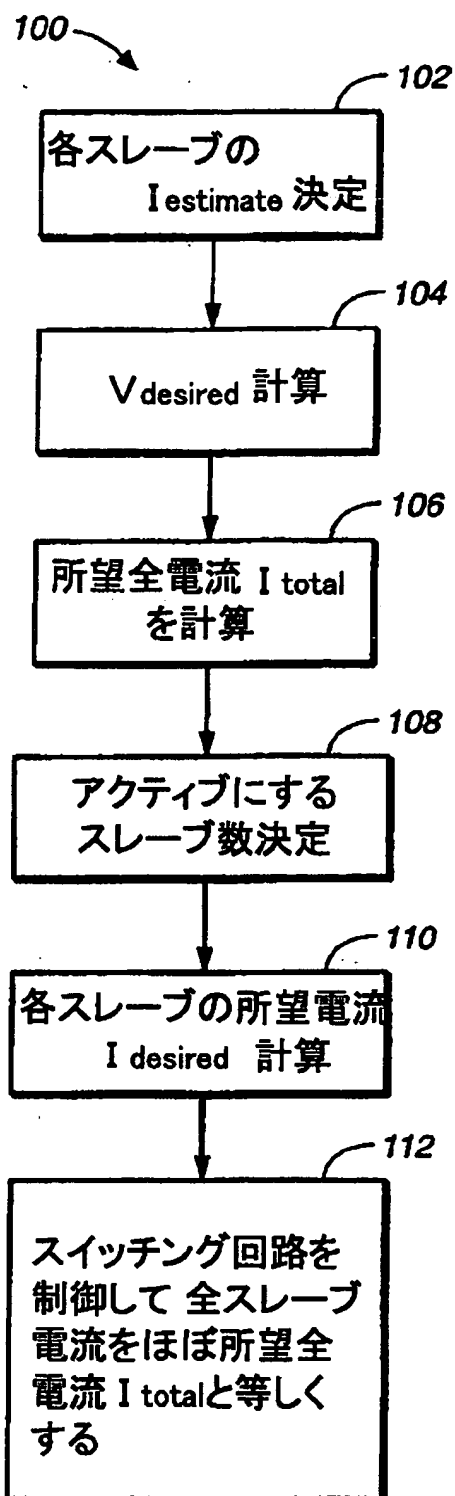 100
102
各スレーブの
Iestimate 決定
104
Vdesired 計算
106
所望全電流 I total
を計算
108
アクティブにする
スレーブ数決定
110
各スレーブの所望電流
I desired 計算
112
スイッチング回路を
制御して 全スレーブ
電流をほぼ所望全
電流 I totalと等しく
する